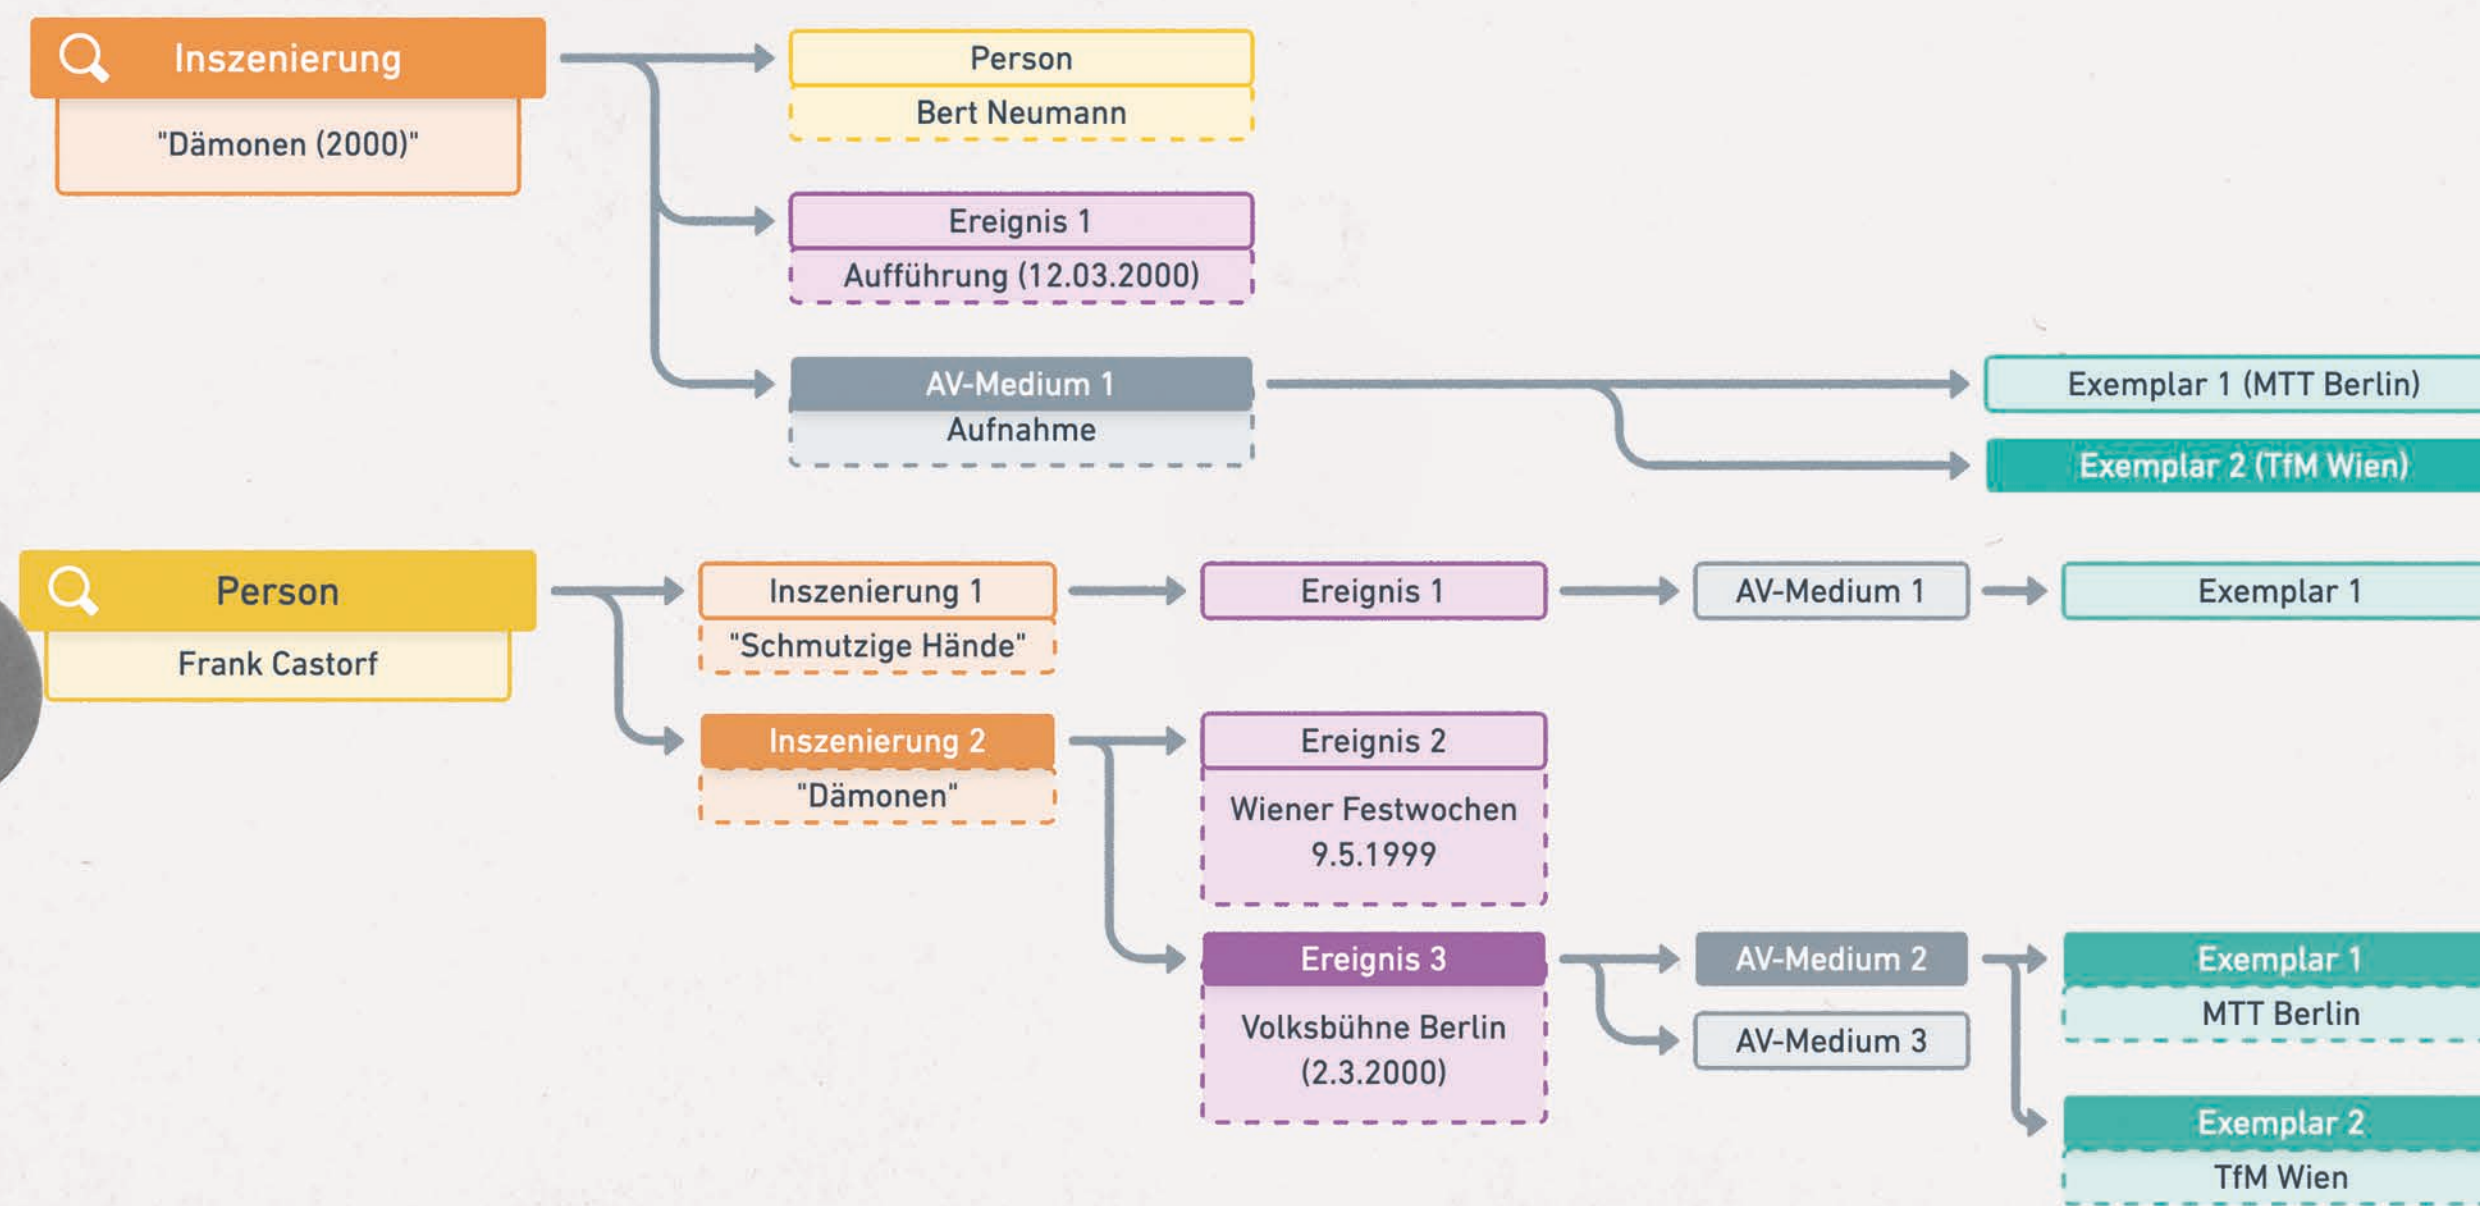 Inszenierung
"Dämonen (2000)"
Person
Bert Neumann
Ereignis 1
Aufführung (12.03.2000)
AV-Medium 1
Aufnahme
Exemplar 1 (MTT Berlin)
Exemplar 2 (TfM Wien)
Person
Frank Castorf
Inszenierung 1
"Schmutzige Hände"
Ereignis 1
AV-Medium 1
Exemplar 1
Inszenierung 2
"Dämonen"
Ereignis 2
Wiener Festwochen
9.5.1999
Ereignis 3
Volksbühne Berlin
(2.3.2000)
AV-Medium 2
AV-Medium 3
Exemplar 1
MTT Berlin
Exemplar 2
TfM Wien